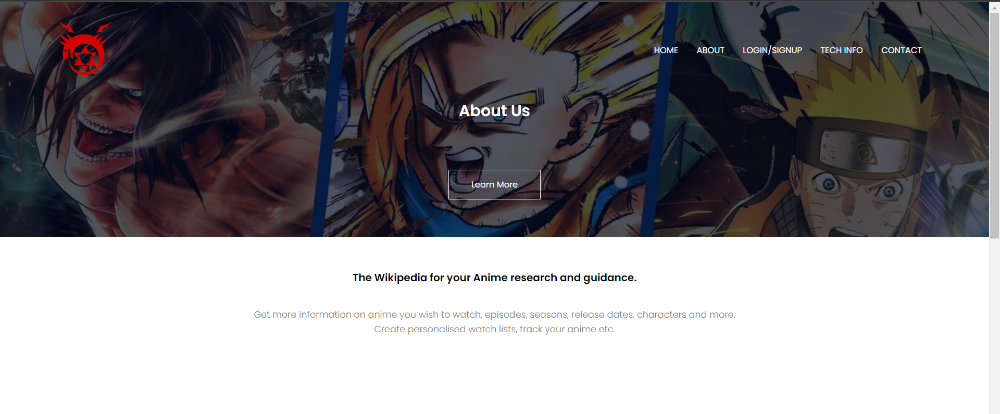 HOME ABOUT LOGIN/SIGNUP TECH INFO CONTACT
About Us
Learn More
The Wikipedia for your Anime research and guidance.
Get more information on anime you wish to watch, episodes, seasons, release dates, characters and more.
Create personalised watch lists, track your anime etc.